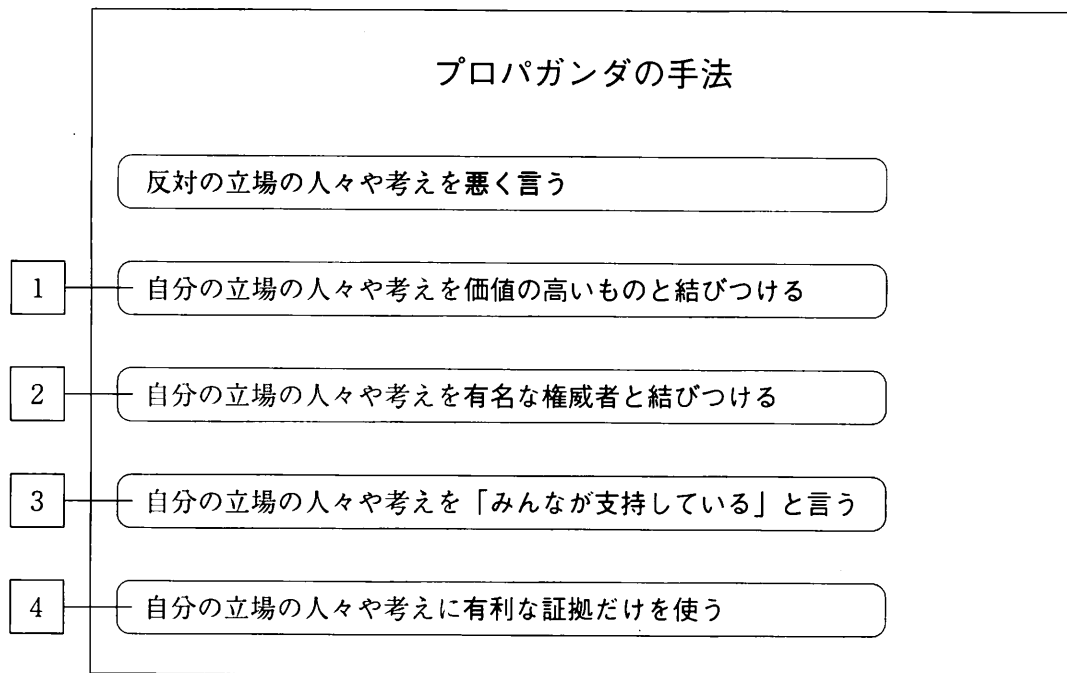 プロパガンダの手法
反対の立場の人々や考えを悪く言う
1 自分の立場の人々や考えを価値の高いものと結びつける
2 自分の立場の人々や考えを有名な権威者と結びつける
3 自分の立場の人々や考えを「みんなが支持している」と言う
4 自分の立場の人々や考えに有利な証拠だけを使う